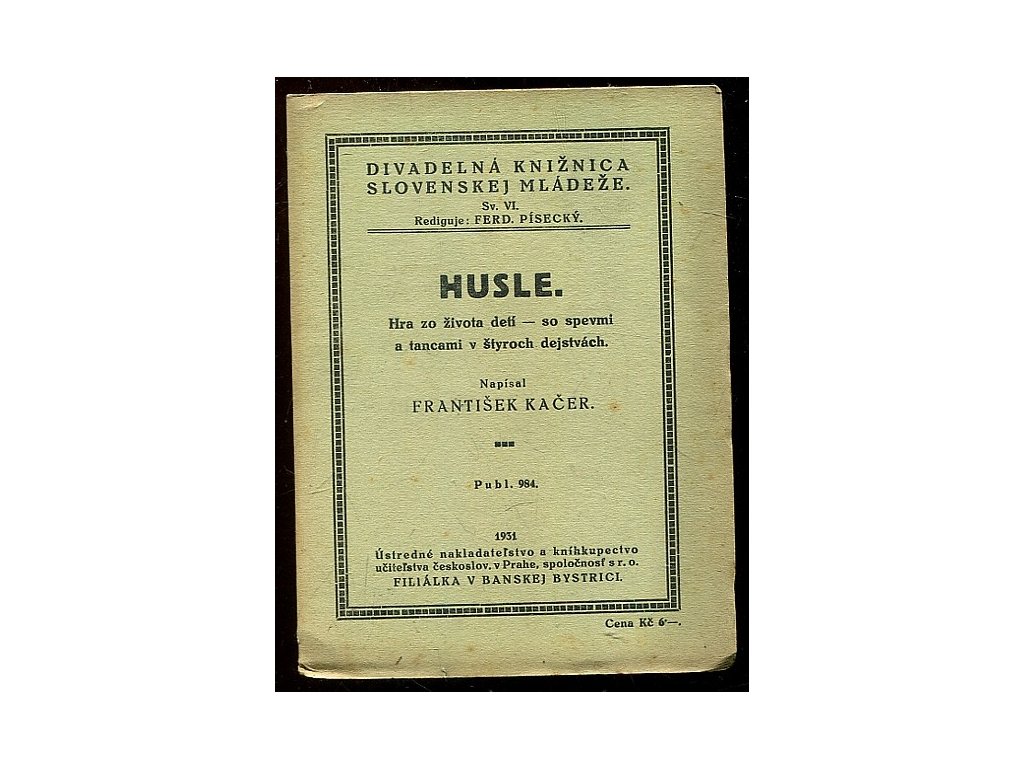 DIVADELNÁ KNIŽNICA
SLOVENSKEJ MLÁDEŽE.
Sv. VI.
Rediguje: FERD. PÍSECKÝ.
HUSLE.
Hra zo života detí — so spevmi
a tancami v štyroch dejstvách.
Napísal
FRANTIŠEK KAČER.
Publ. 984.
1931
Ústredné nakladateľstvo a kníhkupectvo
učiteľstva českoslov. v Prahe, spoločnosť s r. o.
FILIÁLKA V BANSKEJ BYSTRICI.
Cena Kč 6·—.